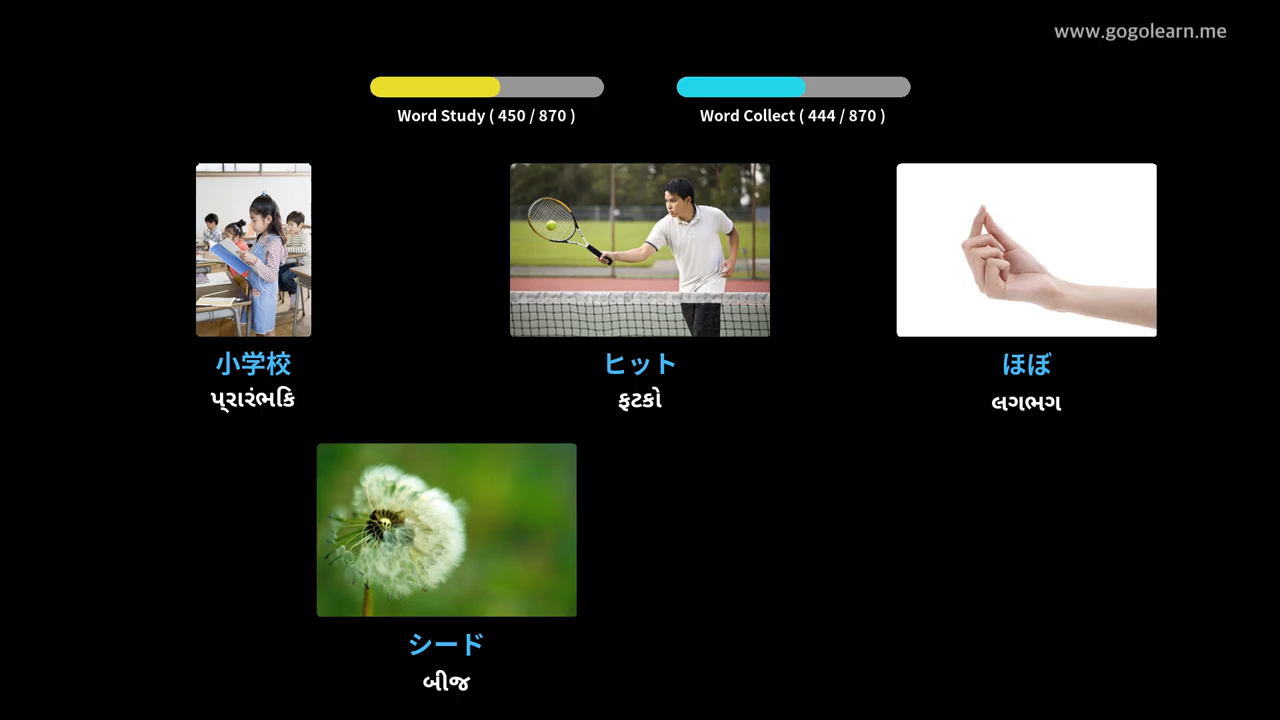 www.gogolearn.me
Word Study ( 450 / 870 )
Word Collect ( 444 / 870 )
小学校
પ્રારંભકિ
ヒット
ફટકો
ほぼ
લગભગ
シード
બીજ